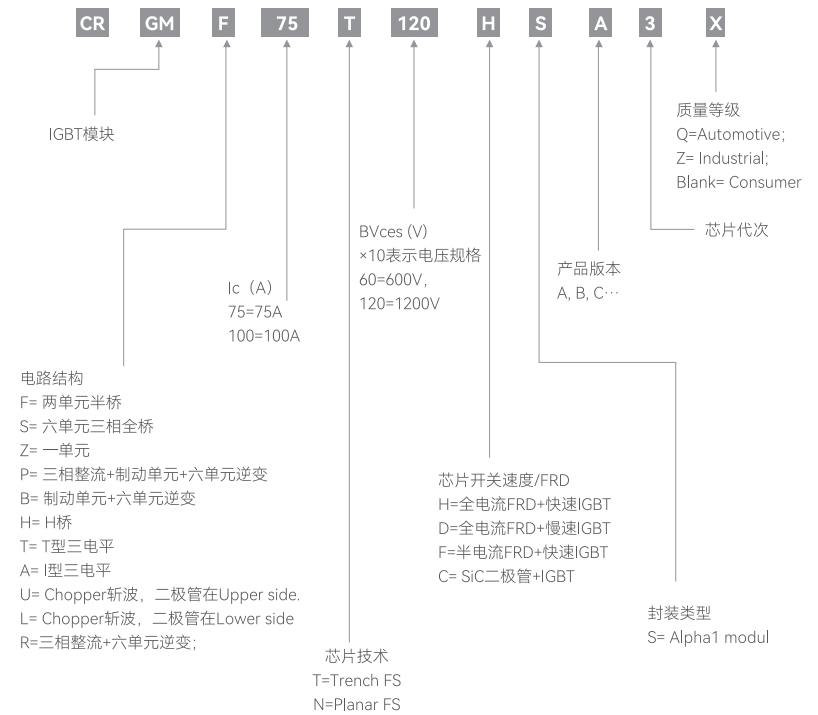 CR GM F 75 T 120 H S A 3 X
IGBT模块
质量等级
Q=Automotive;
Z= Industrial;
Blank= Consumer
芯片代次
产品版本
A, B, C…
BVces (V)
×10表示电压规格
60=600V,
120=1200V
Ic（A）
75=75A
100=100A
电路结构
F= 两单元半桥
S= 六单元三相全桥
Z= 一单元
P= 三相整流+制动单元+六单元逆变
B= 制动单元+六单元逆变
H= H桥
T= T型三电平
A= I型三电平
U= Chopper斩波，二极管在Upper side.
L= Chopper斩波，二极管在Lower side
R=三相整流+六单元逆变;
芯片开关速度/FRD
H=全电流FRD+快速IGBT
D=全电流FRD+慢速IGBT
F=半电流FRD+快速IGBT
C= SiC二极管+IGBT
封装类型
S= Alpha1 modul
芯片技术
T=Trench FS
N=Planar FS